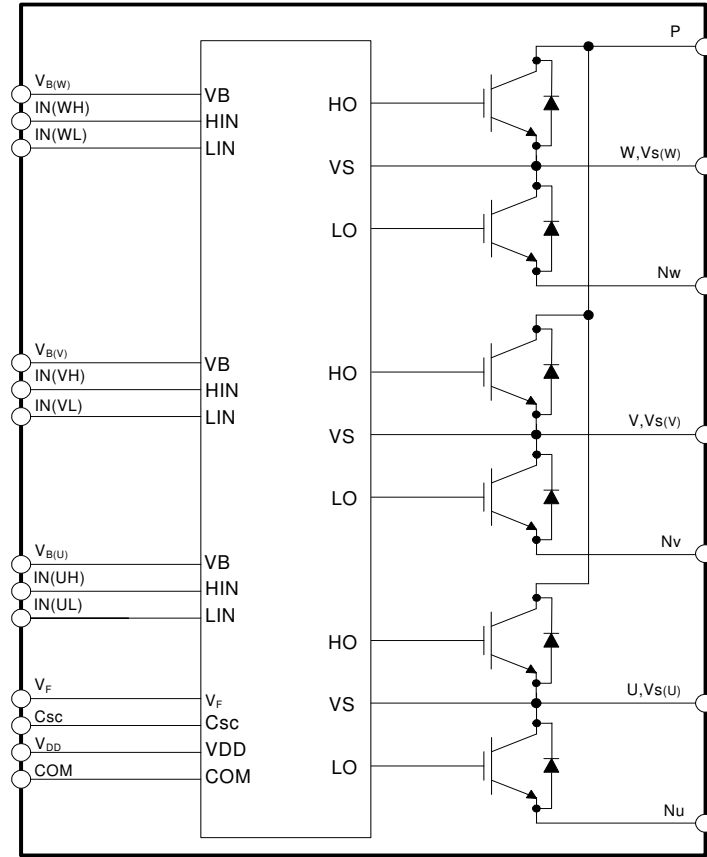 P
VB(W)
IN(WH)
IN(WL)
VB
HIN
LIN
HO
VS
LO
W,Vs(W)
Nw
VB(V)
IN(VH)
IN(VL)
VB
HIN
LIN
HO
VS
LO
V,Vs(V)
Nv
VB(U)
IN(UH)
IN(UL)
VB
HIN
LIN
HO
VS
LO
U,Vs(U)
Nu
VF
Csc
VDD
COM
VF
Csc
VDD
COM